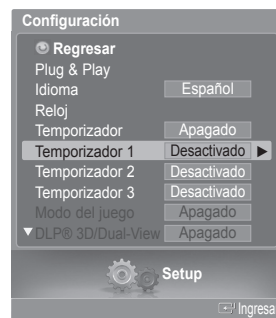 Configuración
Regresar
Plug & Play
Idioma Español
Reloj
Temporizador Apagado
Temporizador 1 Desactivado
Temporizador 2 Desactivado
Temporizador 3 Desactivado
Modo del juego Apagado
DLP® 3D/Dual-View Apagado
Setup
Ingresa